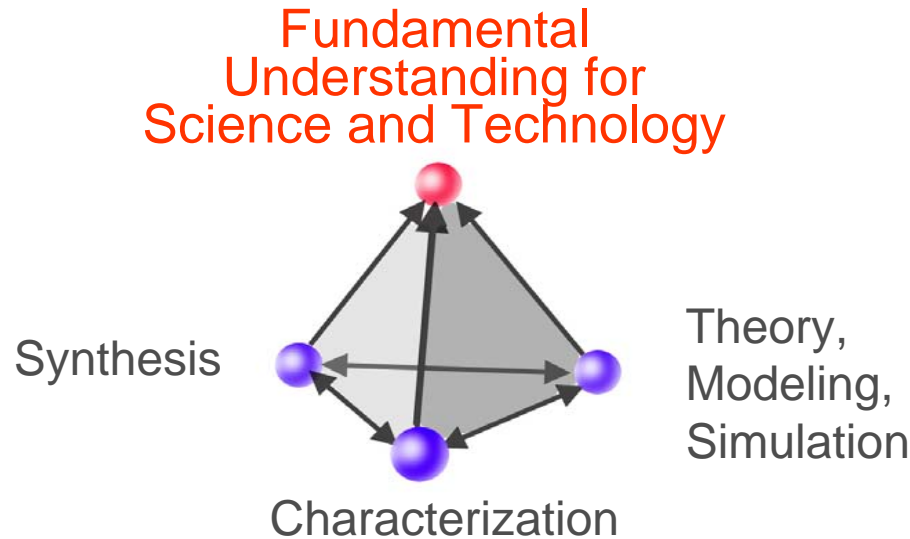 Fundamental
Understanding for
Science and Technology
Synthesis
Theory,
Modeling,
Simulation
Characterization